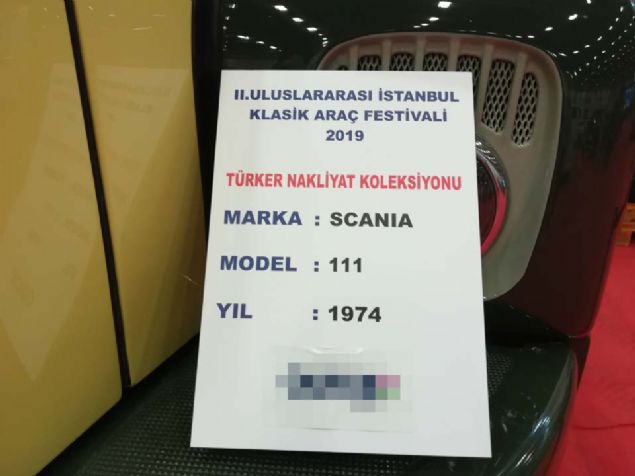 II.ULUSLARARASI İSTANBUL
KLASİK ARAÇ FESTİVALİ
2019
TÜRKER NAKLİYAT KOLEKSİYONU
MARKA : SCANIA
MODEL : 111
YIL : 1974